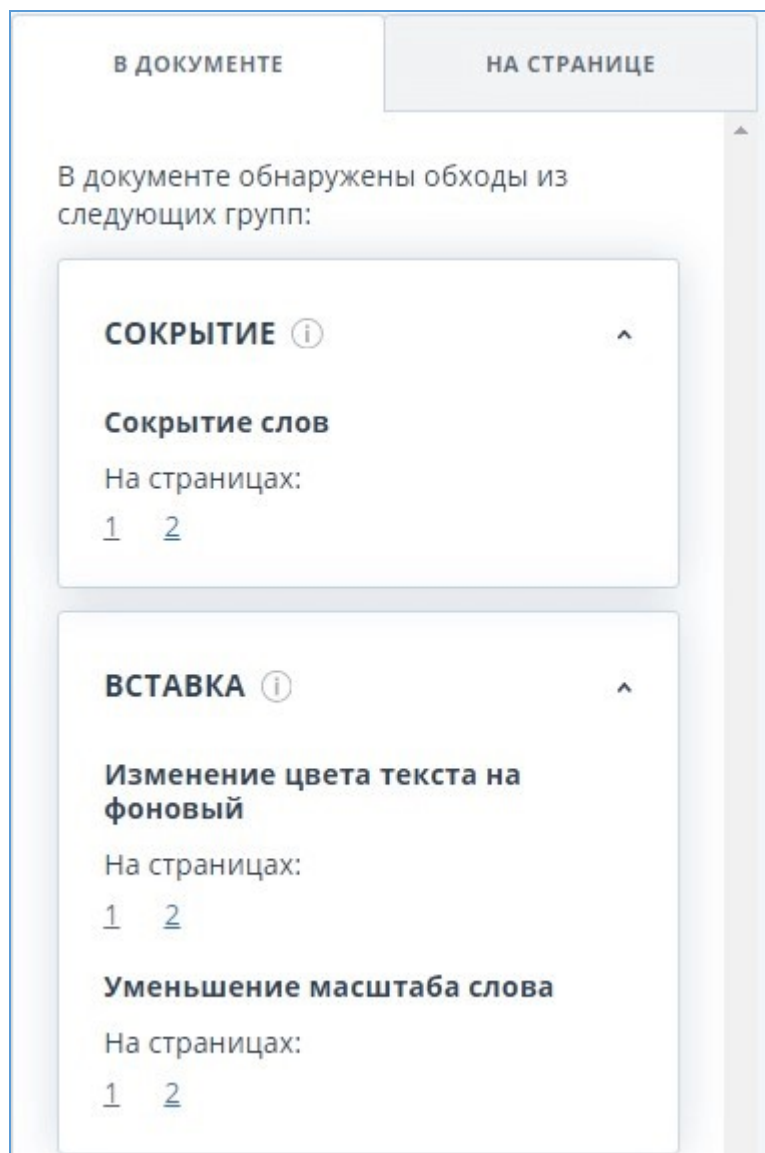 В ДОКУМЕНТЕ НА СТРАНИЦЕ
В документе обнаружены обходы из
следующих групп:
СОКРЫТИЕ
Сокрытие слов
На страницах:
1 2
ВСТАВКА
Изменение цвета текста на
фоновый
На страницах:
1 2
Уменьшение масштаба слова
На страницах:
1 2